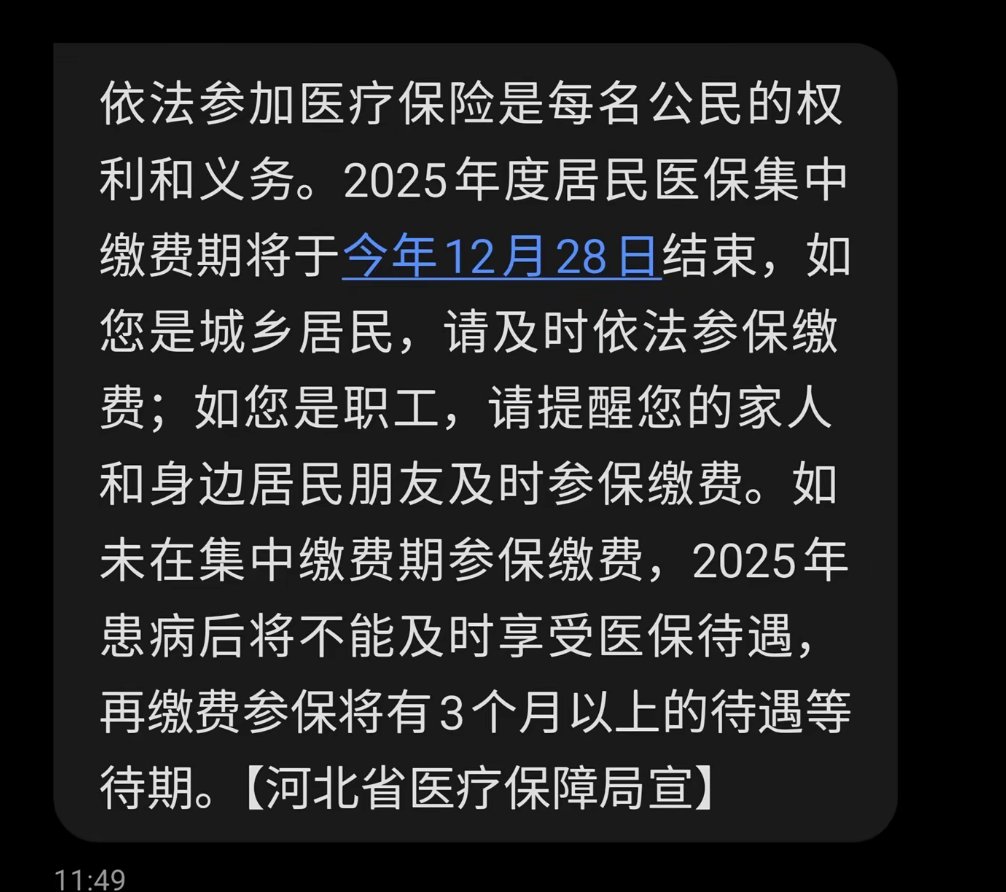 依法参加医疗保险是每名公民的权
利和义务。2025年度居民医保集中
缴费期将于今年12月28日结束，如
您是城乡居民，请及时依法参保缴
费；如您是职工，请提醒您的家人
和身边居民朋友及时参保缴费。如
未在集中缴费期参保缴费，2025年
患病后将不能及时享受医保待遇，
再缴费参保将有3个月以上的待遇等
待期。【河北省医疗保障局宣】
11:49